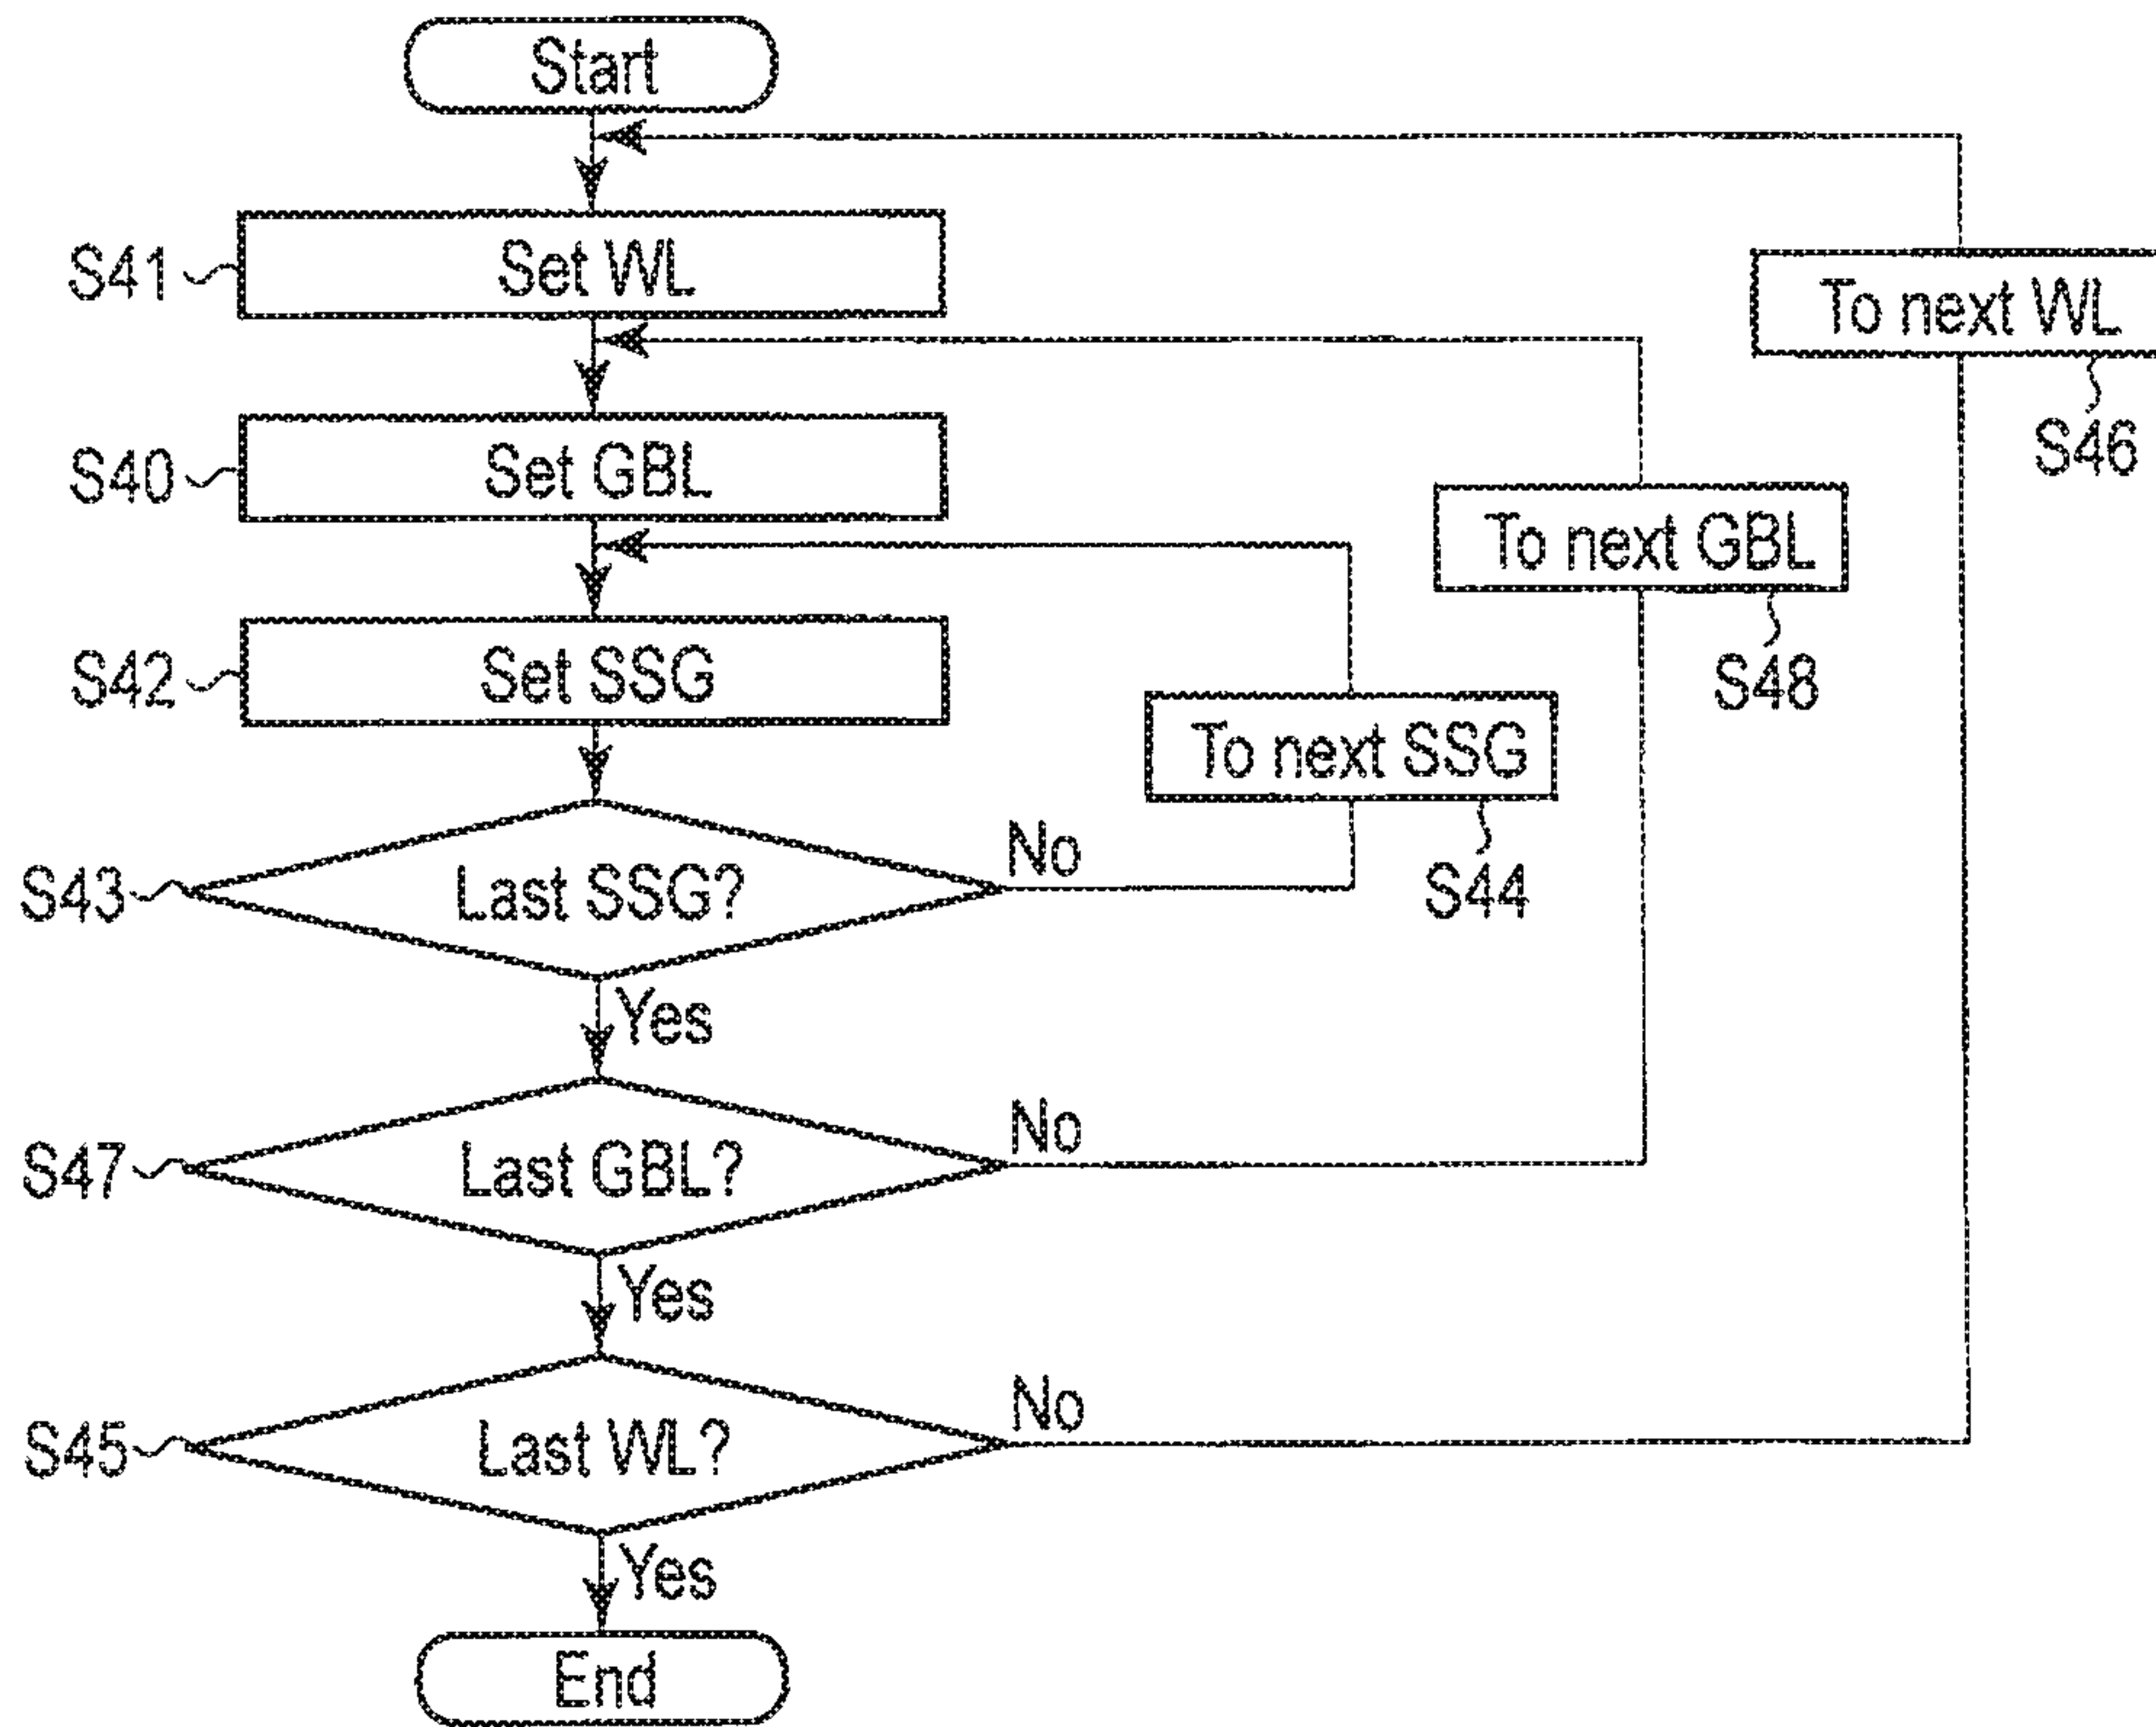 Start
S41
Set WL
To next WL
S46
S40
Set GBL
To next GBL
S48
S42
Set SSG
To next SSG
S44
S43
Last SSG?
No
Yes
S47
Last GBL?
No
Yes
S45
Last WL?
No
Yes
End